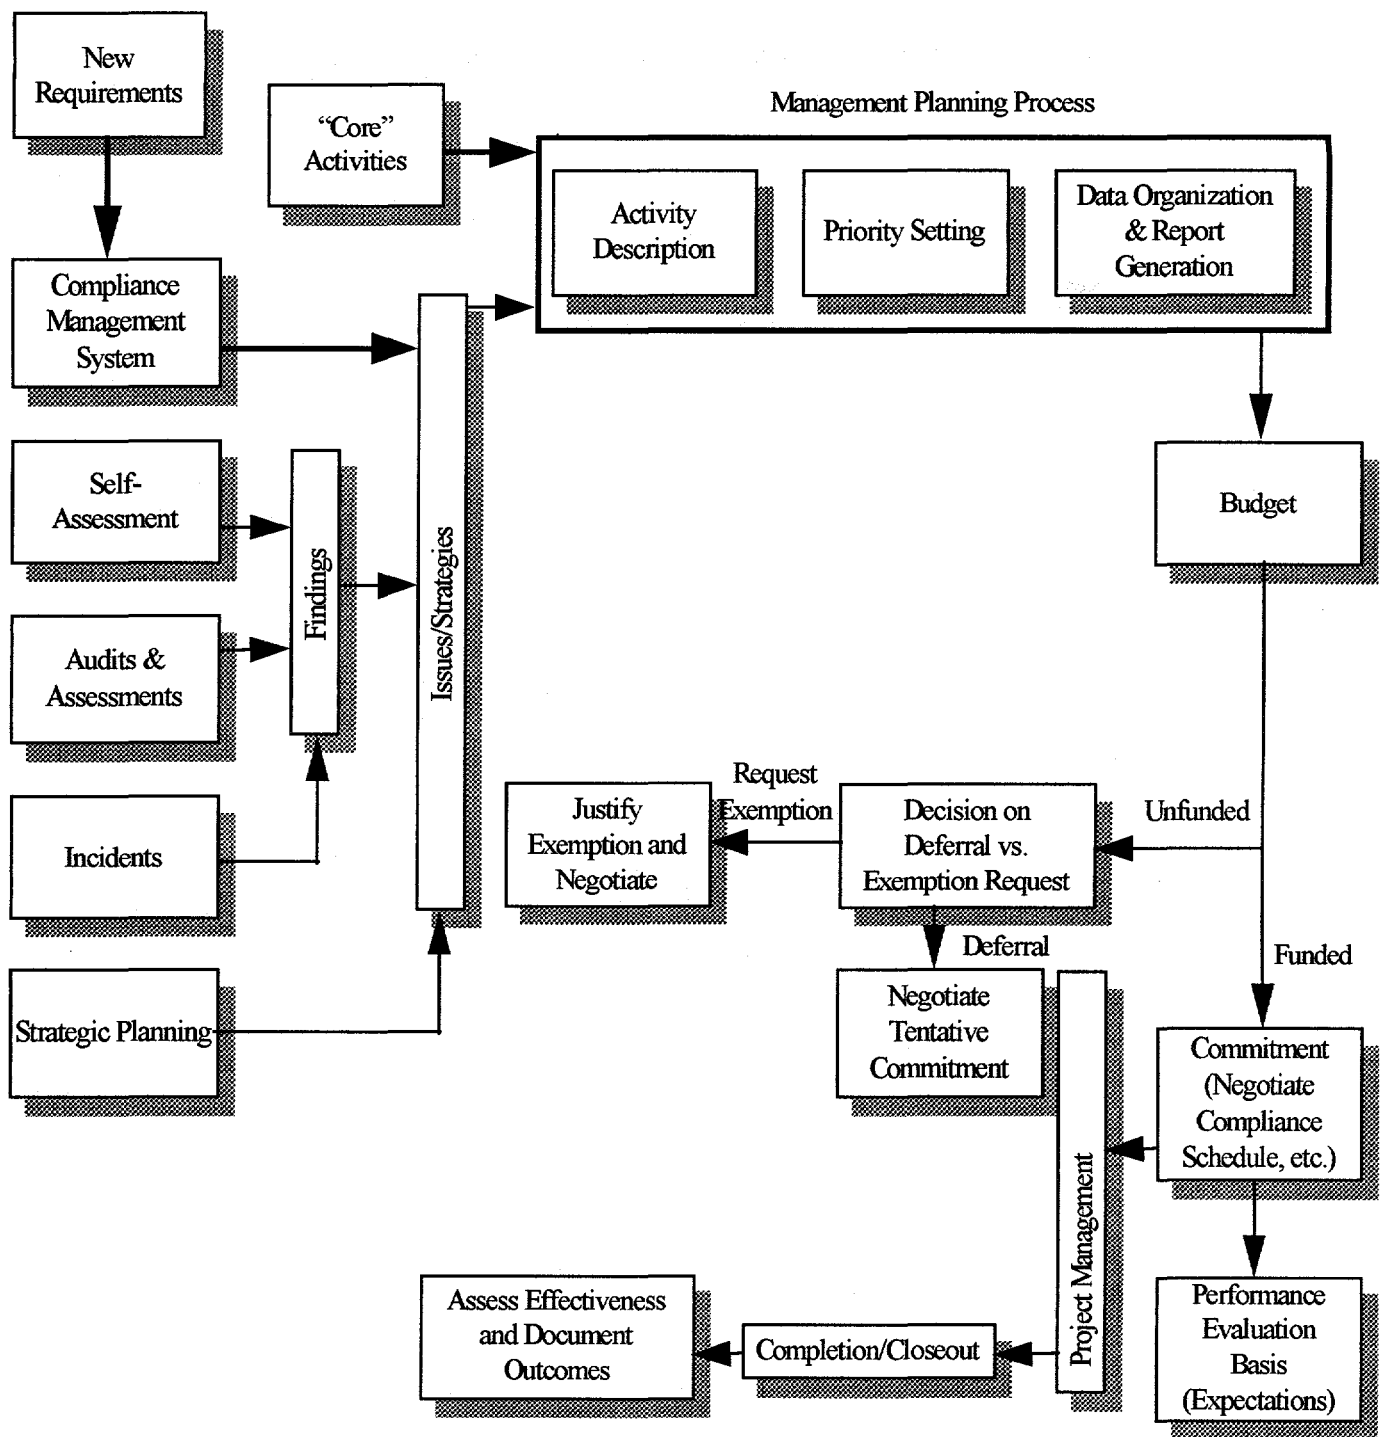 New
Requirements
“Core”
Activities
Management Planning Process
Activity
Description
Priority Setting
Data Organization
& Report
Generation
Compliance
Management
System
Self-
Assessment
Findings
Issues/Strategies
Budget
Audits &
Assessments
Incidents
Strategic Planning
Justify
Exemption and
Negotiate
Request
Exemption
Decision on
Deferral vs.
Exemption Request
Unfunded
Deferral
Funded
Negotiate
Tentative
Commitment
Project Management
Commitment
(Negotiate
Compliance
Schedule, etc.)
Assess Effectiveness
and Document
Outcomes
Completion/Closeout
Performance
Evaluation
Basis
(Expectations)